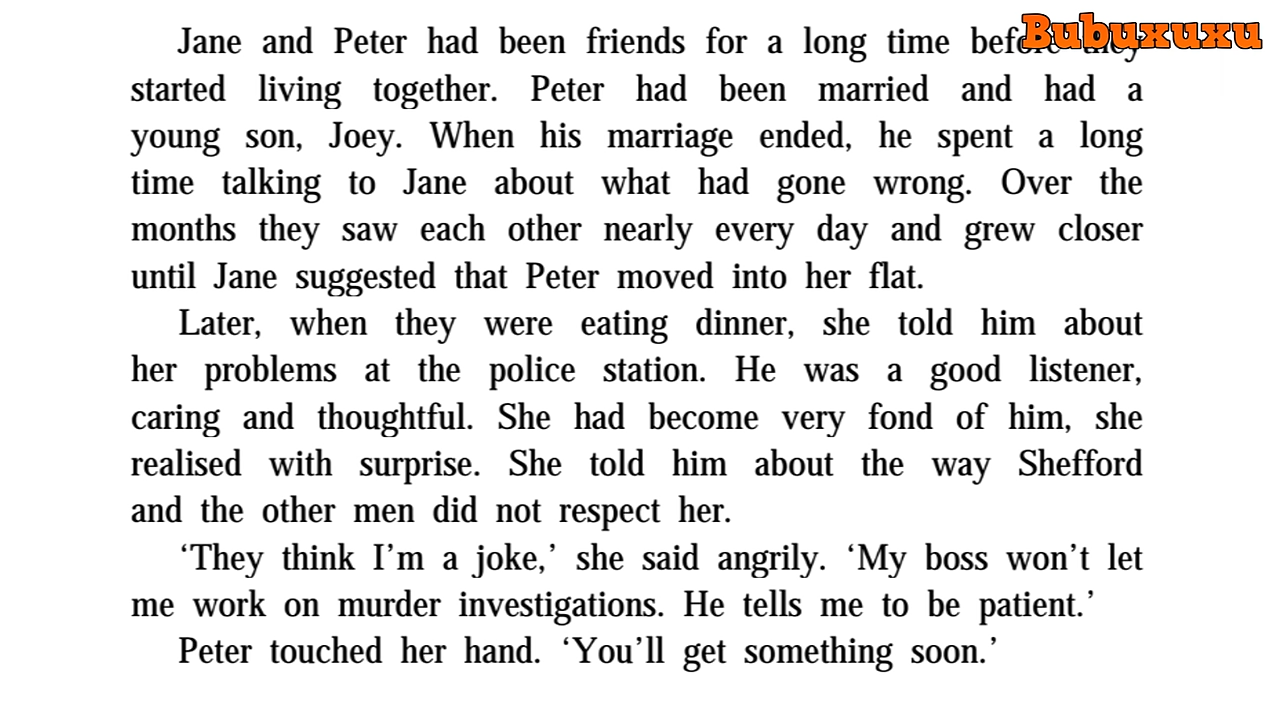 Bubuxuxu
Jane and Peter had been friends for a long time before they
started living together. Peter had been married and had a
young son, Joey. When his marriage ended, he spent a long
time talking to Jane about what had gone wrong. Over the
months they saw each other nearly every day and grew closer
until Jane suggested that Peter moved into her flat.
Later, when they were eating dinner, she told him about
her problems at the police station. He was a good listener,
caring and thoughtful. She had become very fond of him, she
realised with surprise. She told him about the way Shefford
and the other men did not respect her.
‘They think I’m a joke,’ she said angrily. ‘My boss won’t let
me work on murder investigations. He tells me to be patient.’
Peter touched her hand. ‘You’ll get something soon.’